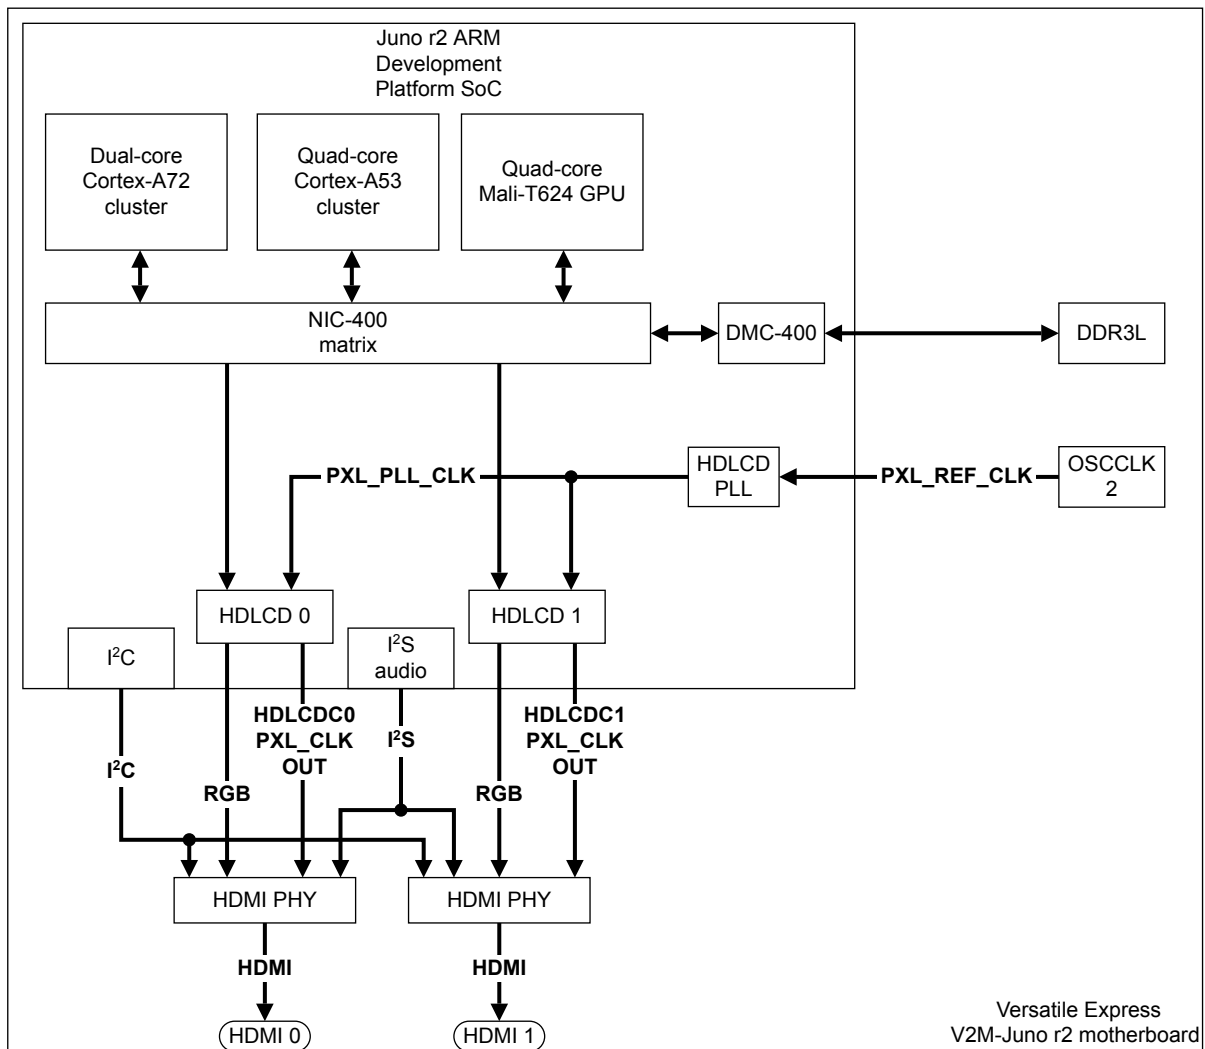 Juno r2 ARM
Development
Platform SoC
Dual-core
Cortex-A72
cluster
Quad-core
Cortex-A53
cluster
Quad-core
Mali-T624 GPU
NIC-400
matrix
DMC-400
DDR3L
PXL_PLL_CLK
HDLCD
PLL
PXL_REF_CLK
OSCCLK
2
HDLCD 0
HDLCD 1
I²C
I²S
audio
HDLCDC0
PXL_CLK
OUT
I²S
HDLCDC1
PXL_CLK
OUT
I²C
RGB
RGB
HDMI PHY
HDMI PHY
HDMI
HDMI
HDMI 0
HDMI 1
Versatile Express
V2M-Juno r2 motherboard